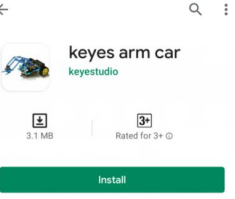 keyes arm car
keyestudio
3+
3.1 MB
Rated for 3+
Install